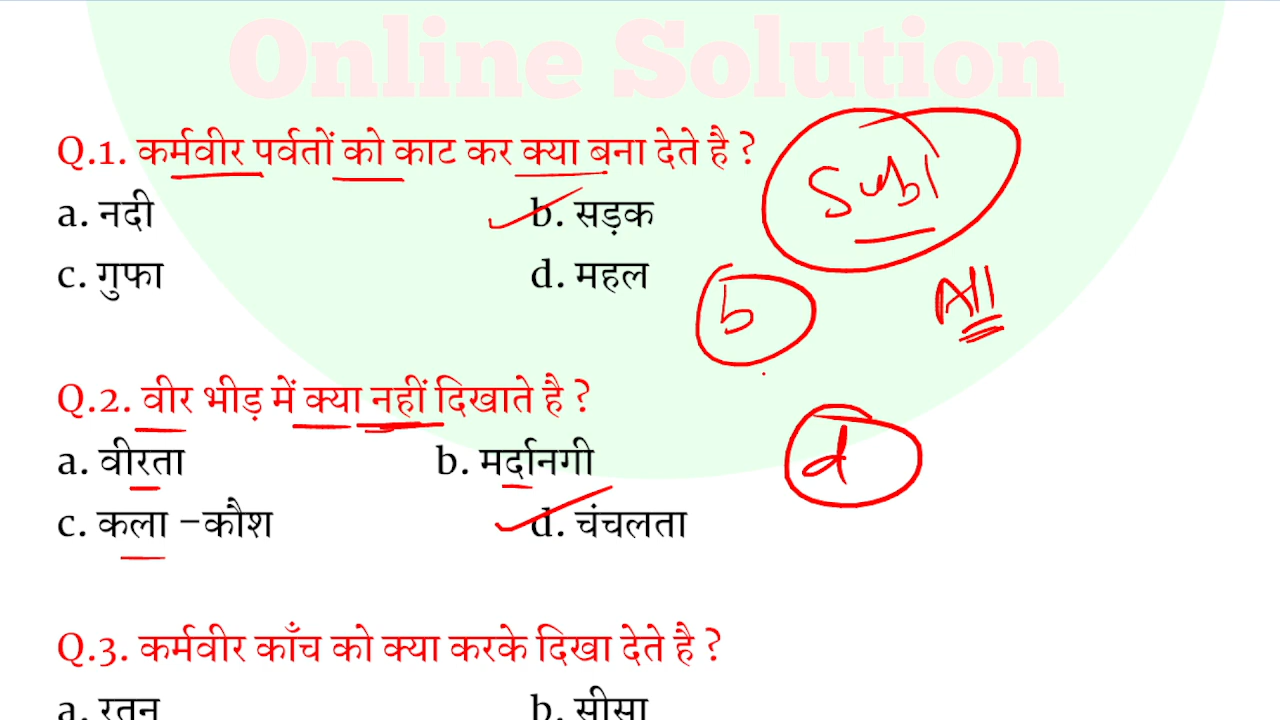 Online Solution
Q.1. कर्मवीर पर्वतों को काट कर क्या बना देते है ?
a. नदी b. सड़क
c. गुफा d. महल
b
All
Q.2. वीर भीड़ में क्या नहीं दिखाते है ?
a. वीरता b. मर्दानगी
d
c. कला –कौश d. चंचलता
Q.3. कर्मवीर काँच को क्या करके दिखा देते है ?
a. रतन b. सीसा